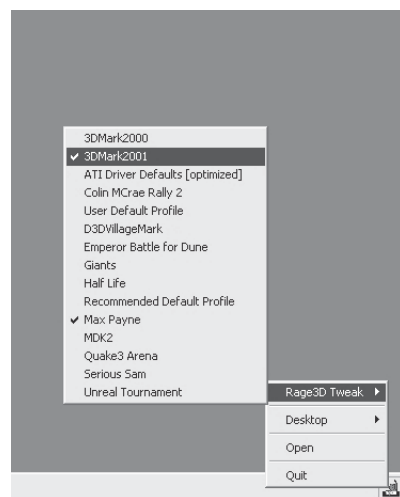 3DMark2000
3DMark2001
ATI Driver Defaults [optimized]
Colin MCrae Rally 2
User Default Profile
D3DVillageMark
Emperor Battle for Dune
Giants
Half Life
Recommended Default Profile
Max Payne
MDK2
Quake3 Arena
Serious Sam
Unreal Tournament
Rage3D Tweak
Desktop
Open
Quit